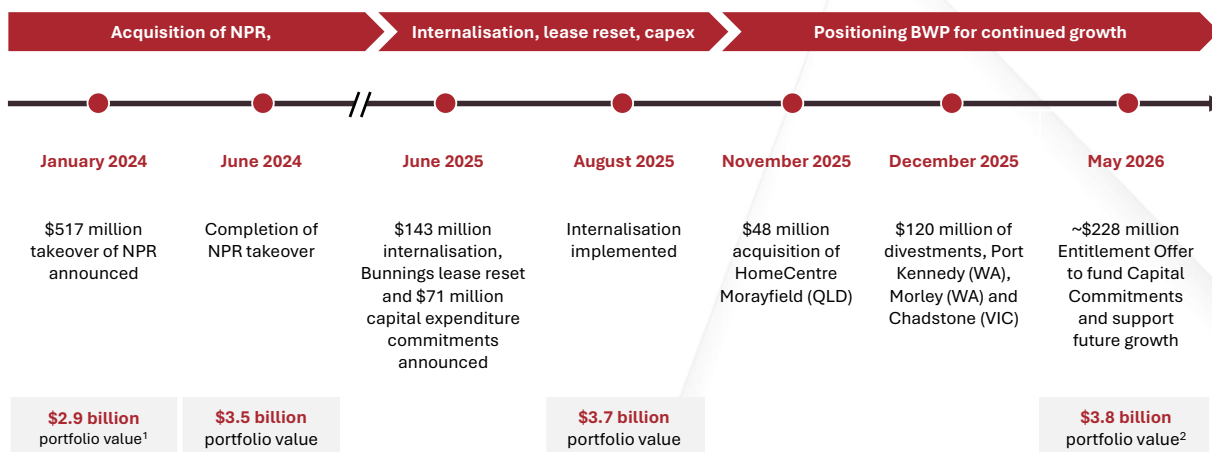 Acquisition of NPR,
Internalisation, lease reset, capex
Positioning BWP for continued growth
January 2024
$517 million
takeover of NPR
announced
$2.9 billion
portfolio value¹
June 2024
Completion of
NPR takeover
$3.5 billion
portfolio value
June 2025
$143 million
internalisation,
Bunnings lease reset
and $71 million
capital expenditure
commitments
announced
August 2025
Internalisation
implemented
$3.7 billion
portfolio value
November 2025
$48 million
acquisition of
HomeCentre
Morayfield (QLD)
December 2025
$120 million of
divestments, Port
Kennedy (WA),
Morley (WA) and
Chadstone (VIC)
May 2026
~$228 million
Entitlement Offer
to fund Capital
Commitments
and support
future growth
$3.8 billion
portfolio value²